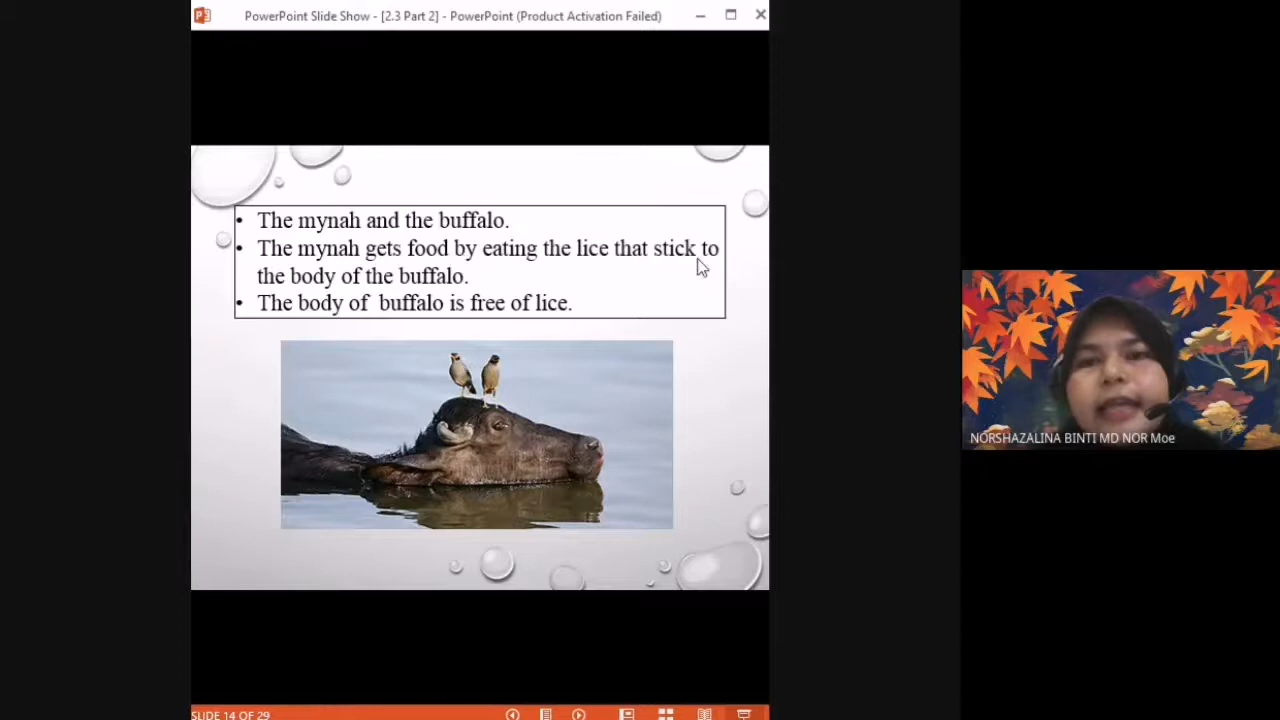 PowerPoint Slide Show - [2.3 Part 2] - PowerPoint (Product Activation Failed)
• The mynah and the buffalo.
• The mynah gets food by eating the lice that stick to
the body of the buffalo.
• The body of buffalo is free of lice.
NORSHAZALINA BINTI MD NOR Moe
SLIDE 14 OF 29